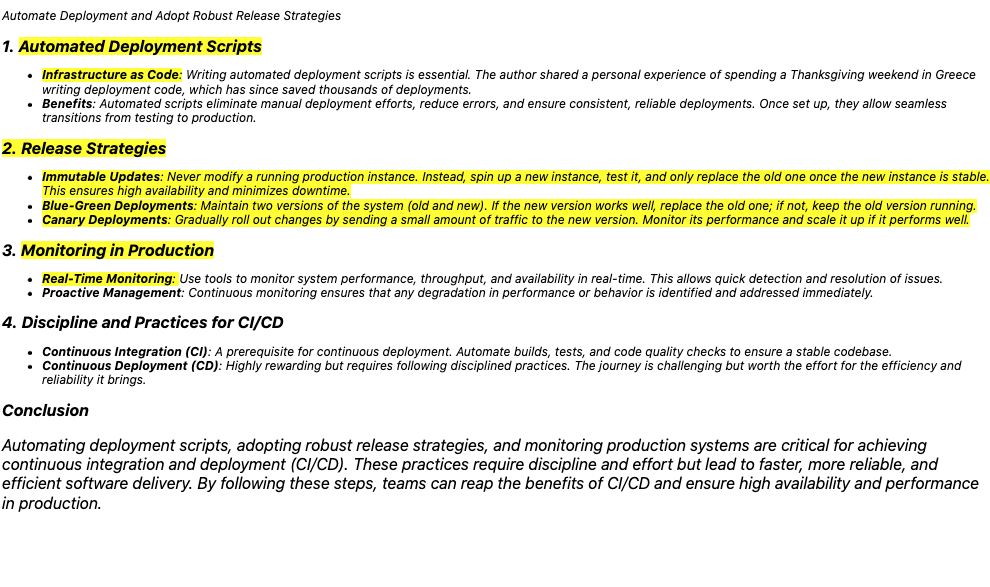 Automate Deployment and Adopt Robust Release Strategies
1. Automated Deployment Scripts
• Infrastructure as Code: Writing automated deployment scripts is essential. The author shared a personal experience of spending a Thanksgiving weekend in Greece
writing deployment code, which has since saved thousands of deployments.
• Benefits: Automated scripts eliminate manual deployment efforts, reduce errors, and ensure consistent, reliable deployments. Once set up, they allow seamless
transitions from testing to production.
2. Release Strategies
• Immutable Updates: Never modify a running production instance. Instead, spin up a new instance, test it, and only replace the old one once the new instance is stable.
This ensures high availability and minimizes downtime.
• Blue-Green Deployments: Maintain two versions of the system (old and new). If the new version works well, replace the old one; if not, keep the old version running.
• Canary Deployments: Gradually roll out changes by sending a small amount of traffic to the new version. Monitor its performance and scale it up if it performs well.
3. Monitoring in Production
• Real-Time Monitoring: Use tools to monitor system performance, throughput, and availability in real-time. This allows quick detection and resolution of issues.
• Proactive Management: Continuous monitoring ensures that any degradation in performance or behavior is identified and addressed immediately.
4. Discipline and Practices for CI/CD
• Continuous Integration (CI): A prerequisite for continuous deployment. Automate builds, tests, and code quality checks to ensure a stable codebase.
• Continuous Deployment (CD): Highly rewarding but requires following disciplined practices. The journey is challenging but worth the effort for the efficiency and
reliability it brings.
Conclusion
Automating deployment scripts, adopting robust release strategies, and monitoring production systems are critical for achieving
continuous integration and deployment (CI/CD). These practices require discipline and effort but lead to faster, more reliable, and
efficient software delivery. By following these steps, teams can reap the benefits of CI/CD and ensure high availability and performance
in production.